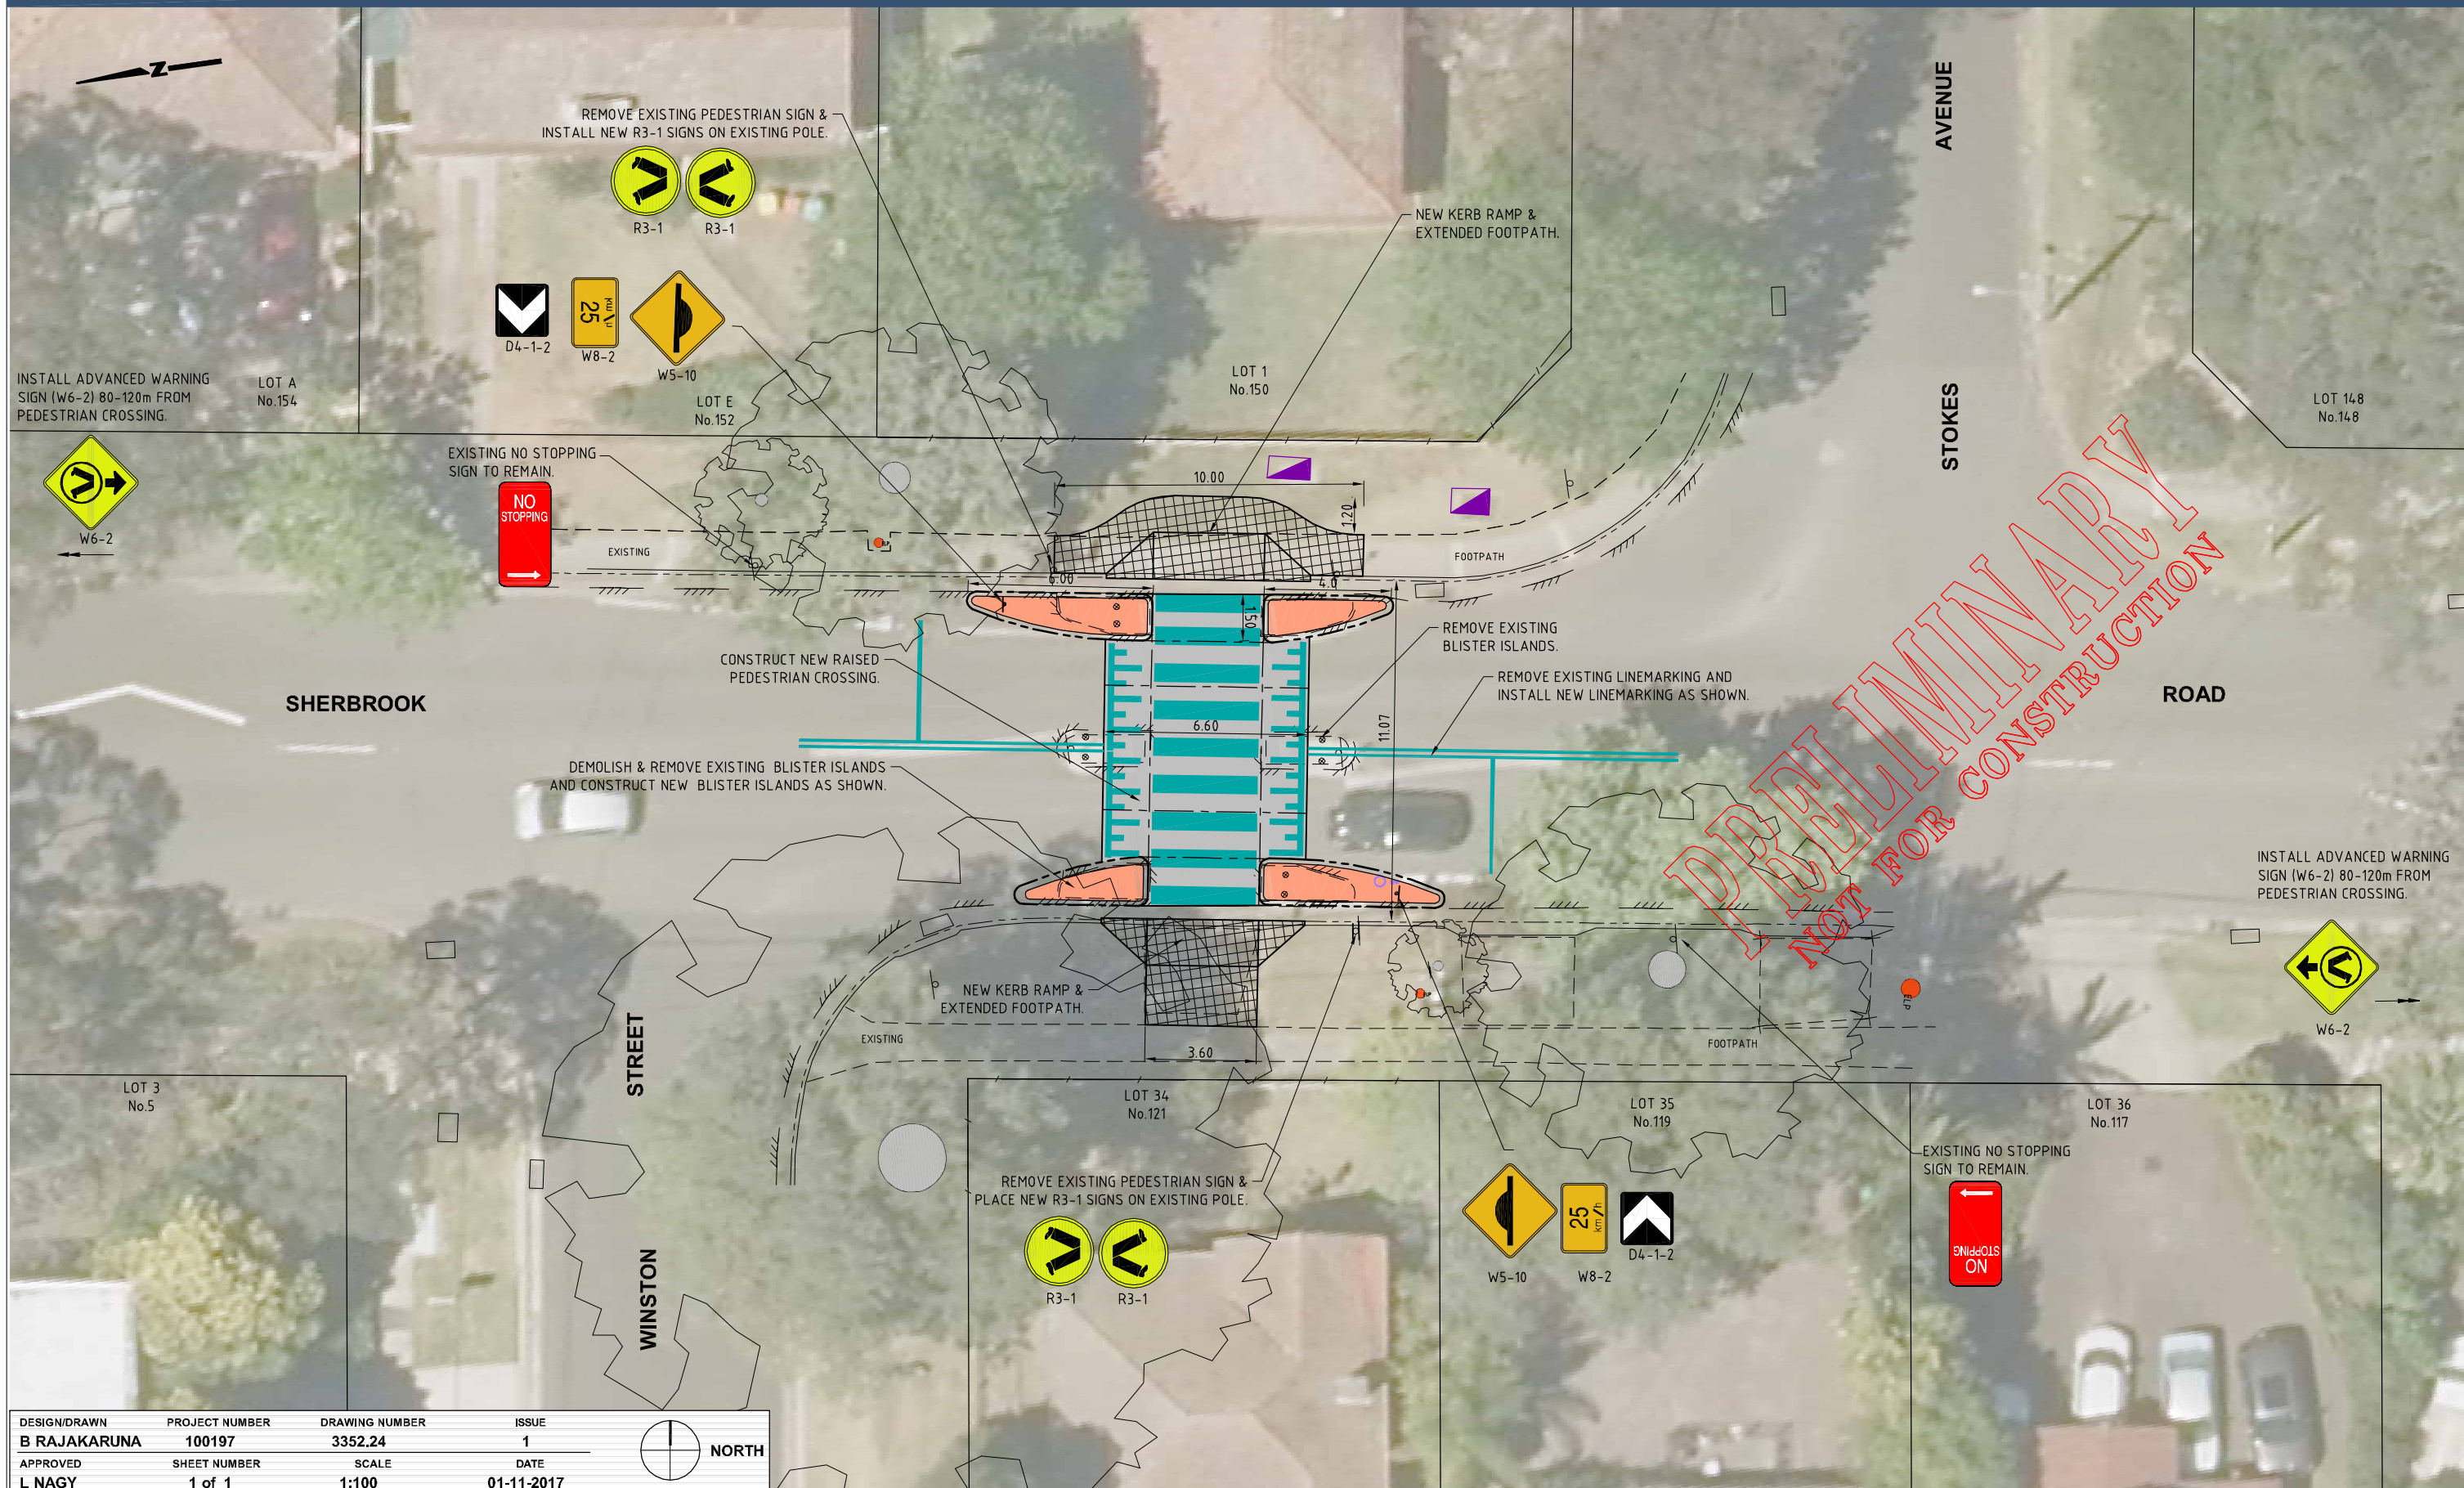 N
REMOVE EXISTING PEDESTRIAN SIGN &
INSTALL NEW R3-1 SIGNS ON EXISTING POLE.
R3-1
R3-1
NEW KERB RAMP &
EXTENDED FOOTPATH.
AVENUE
STOKES
25
km/h
D4-1-2
W8-2
W5-10
INSTALL ADVANCED WARNING
SIGN (W6-2) 80-120m FROM
PEDESTRIAN CROSSING.
W6-2
LOT A
No.154
LOT E
No.152
LOT 1
No.150
LOT 148
No.148
EXISTING NO STOPPING
SIGN TO REMAIN.
NO
STOPPING
EXISTING
FOOTPATH
10.00
1.20
6.00
4.0
1.50
CONSTRUCT NEW RAISED
PEDESTRIAN CROSSING.
REMOVE EXISTING
BLISTER ISLANDS.
REMOVE EXISTING LINEMARKING AND
INSTALL NEW LINEMARKING AS SHOWN.
SHERBROOK
ROAD
6.60
11.07
DEMOLISH & REMOVE EXISTING BLISTER ISLANDS
AND CONSTRUCT NEW BLISTER ISLANDS AS SHOWN.
PRELIMINARY
NOT FOR CONSTRUCTION
INSTALL ADVANCED WARNING
SIGN (W6-2) 80-120m FROM
PEDESTRIAN CROSSING.
W6-2
NEW KERB RAMP &
EXTENDED FOOTPATH.
EXISTING
FOOTPATH
ELP
3.60
STREET
WINSTON
LOT 3
No.5
LOT 34
No.121
LOT 35
No.119
LOT 36
No.117
REMOVE EXISTING PEDESTRIAN SIGN &
PLACE NEW R3-1 SIGNS ON EXISTING POLE.
R3-1
R3-1
25
km/h
W5-10
W8-2
D4-1-2
EXISTING NO STOPPING
SIGN TO REMAIN.
NO
STOPPING
DESIGN/DRAWN PROJECT NUMBER DRAWING NUMBER ISSUE
B RAJAKARUNA 100197 3352.24 1
APPROVED SHEET NUMBER SCALE DATE
L NAGY 1 of 1 1:100 01-11-2017
NORTH